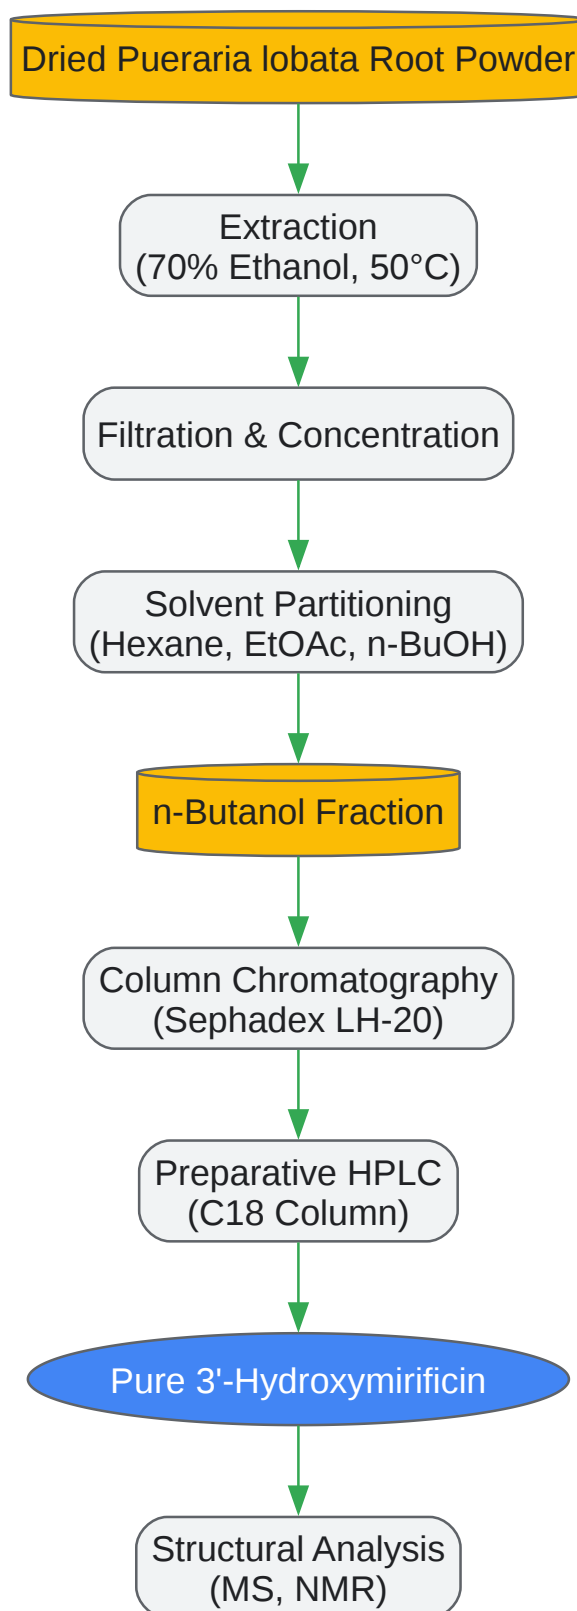 Dried Pueraria lobata Root Powder
Extraction
(70% Ethanol, 50°C)
Filtration & Concentration
Solvent Partitioning
(Hexane, EtOAc, n-BuOH)
n-Butanol Fraction
Column Chromatography
(Sephadex LH-20)
Preparative HPLC
(C18 Column)
Pure 3'-Hydroxymirificin
Structural Analysis
(MS, NMR)